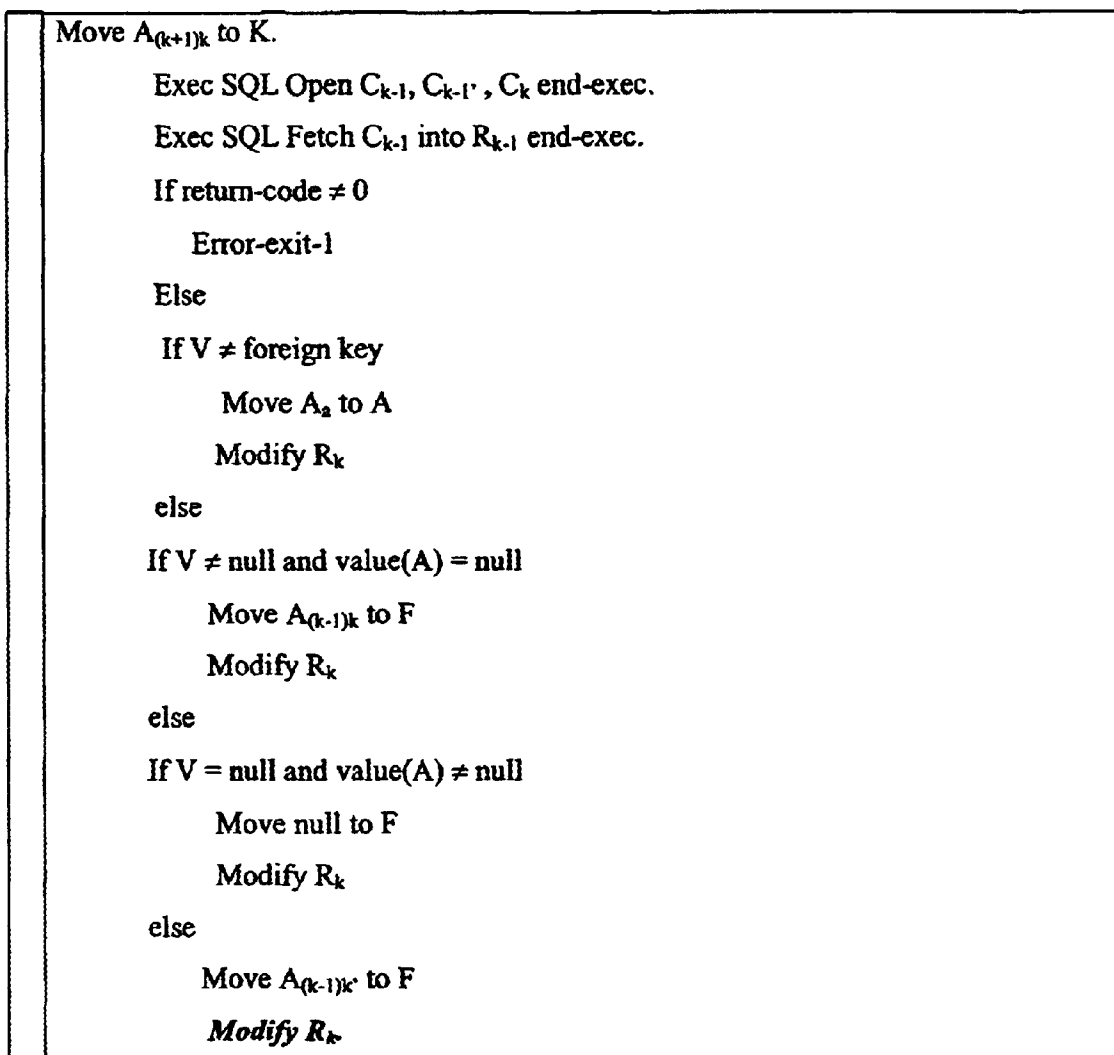 Move A(k+1)k to K.
Exec SQL Open Ck-1, Ck-1', Ck end-exec.
Exec SQL Fetch Ck-1 into Rk-1 end-exec.
If return-code ≠ 0
Error-exit-1
Else
If V ≠ foreign key
Move Aa to A
Modify Rk
else
If V ≠ null and value(A) = null
Move A(k-1)k to F
Modify Rk
else
If V = null and value(A) ≠ null
Move null to F
Modify Rk
else
Move A(k-1)k' to F
Modify Rk.